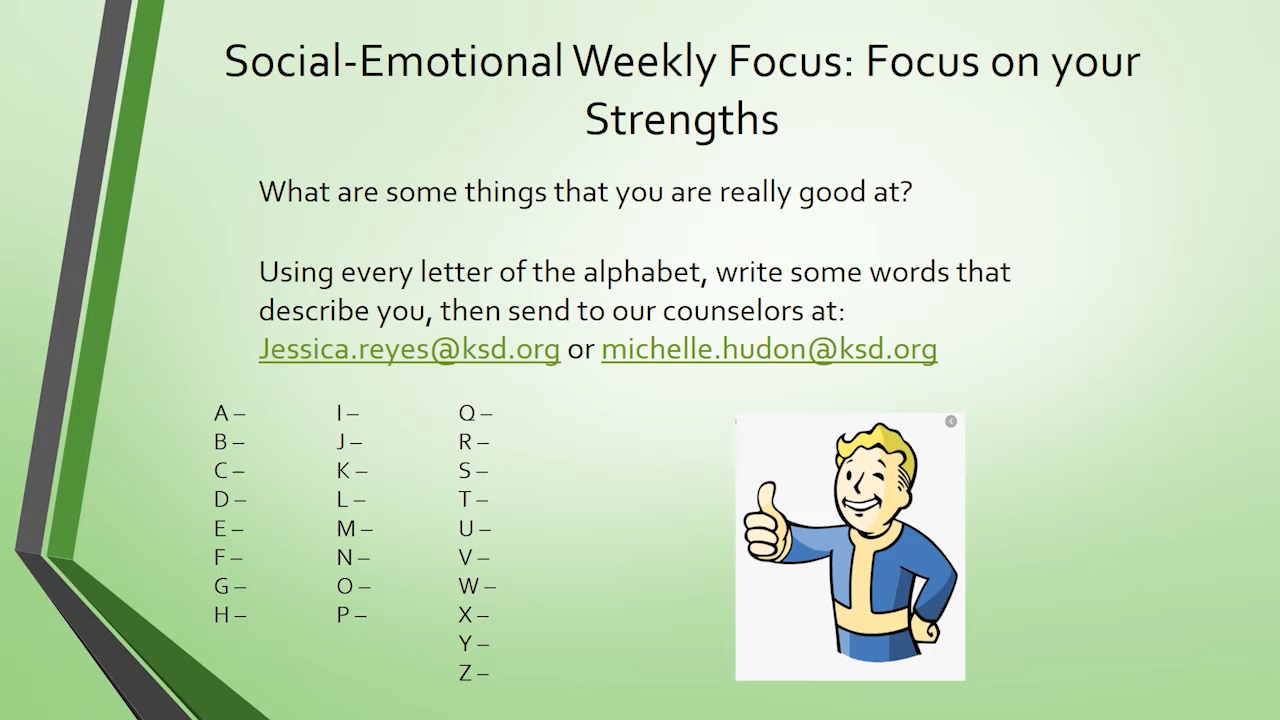 Social-Emotional Weekly Focus: Focus on your
Strengths
What are some things that you are really good at?
Using every letter of the alphabet, write some words that
describe you, then send to our counselors at:
Jessica.reyes@ksd.org or michelle.hudon@ksd.org
A –
B –
C –
D –
E –
F –
G –
H –
I –
J –
K –
L –
M –
N –
O –
P –
Q –
R –
S –
T –
U –
V –
W –
X –
Y –
Z –